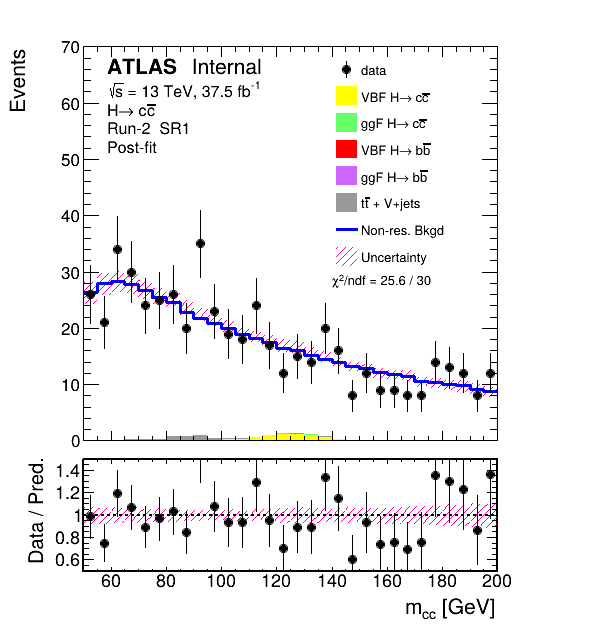 Events
70
60
50
40
30
20
10
0
ATLAS Internal
√s = 13 TeV, 37.5 fb⁻¹
H→ cc̅
Run-2 SR1
Post-fit
data
VBF H→ cc̅
ggF H→ cc̅
VBF H→ bb̅
ggF H→ bb̅
tt̅ + V+jets
Non-res. Bkgd
Uncertainty
χ²/ndf = 25.6 / 30
Data / Pred.
1.4
1.2
1
0.8
0.6
60 80 100 120 140 160 180 200
m_cc [GeV]